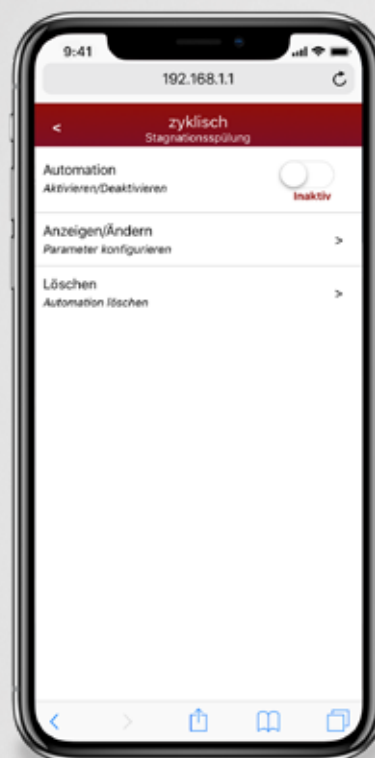 9:41
192.168.1.1
< zyklisch
Stagnationsspülung
Automation
Aktivieren/Deaktivieren
Inaktiv
Anzeigen/Ändern >
Parameter konfigurieren
Löschen >
Automation löschen